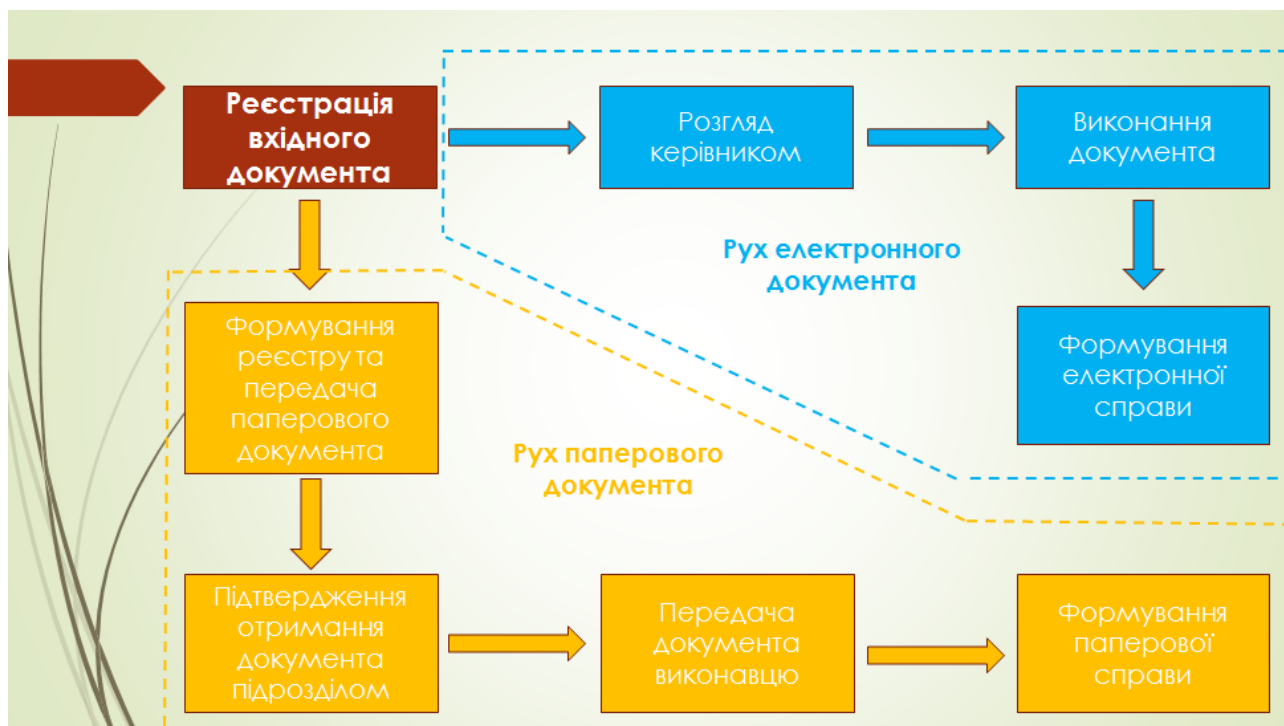 Реєстрація
вхідного
документа
Розгляд
керівником
Виконання
документа
Рух електронного
документа
Формування
реєстру та
передача
паперового
документа
Формування
електронної
справи
Рух паперового
документа
Підтвердження
отримання
документа
підрозділом
Передача
документа
виконавцю
Формування
паперової
справи